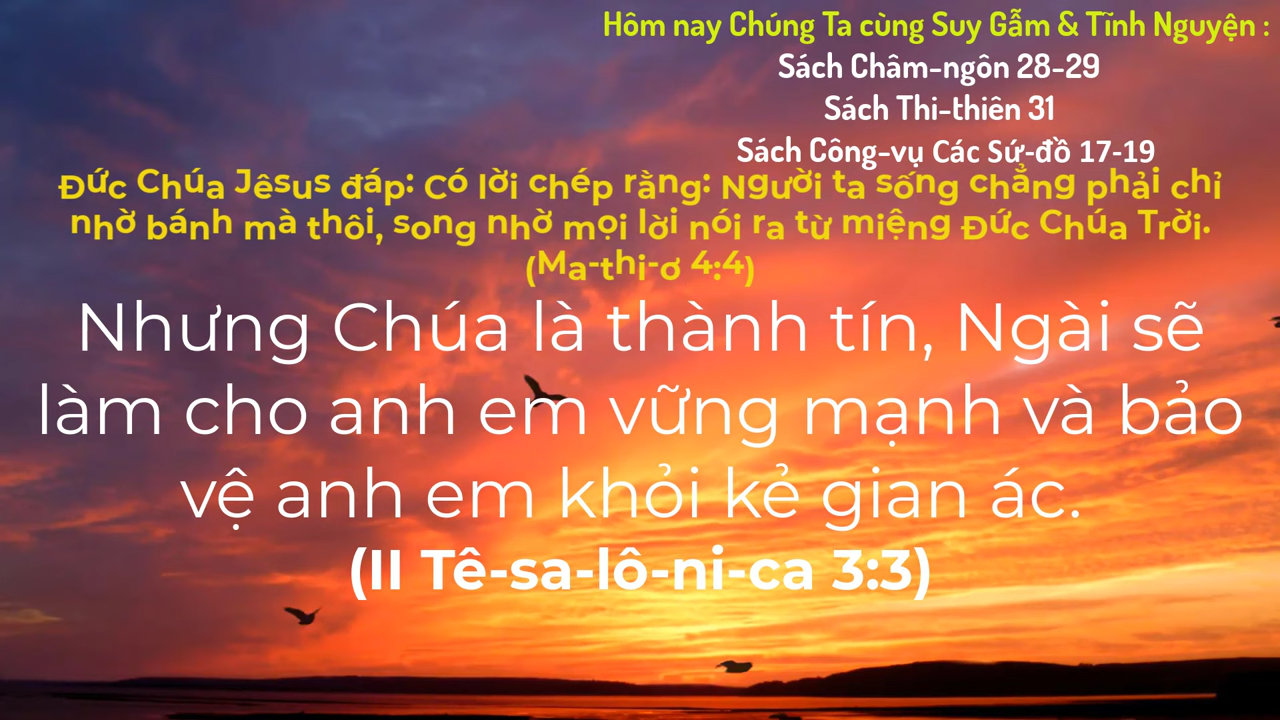 Hôm nay Chúng Ta cùng Suy Gẫm & Tĩnh Nguyện :
Sách Châm-ngôn 28-29
Sách Thi-thiên 31
Sách Công-vụ Các Sứ-đồ 17-19
Đức Chúa Jêsus đáp: Có lời chép rằng: Người ta sống chẳng phải chỉ
nhờ bánh mà thôi, song nhờ mọi lời nói ra từ miệng Đức Chúa Trời.
(Ma-thi-ơ 4:4)
Nhưng Chúa là thành tín, Ngài sẽ
làm cho anh em vững mạnh và bảo
vệ anh em khỏi kẻ gian ác.
(II Tê-sa-lô-ni-ca 3:3)